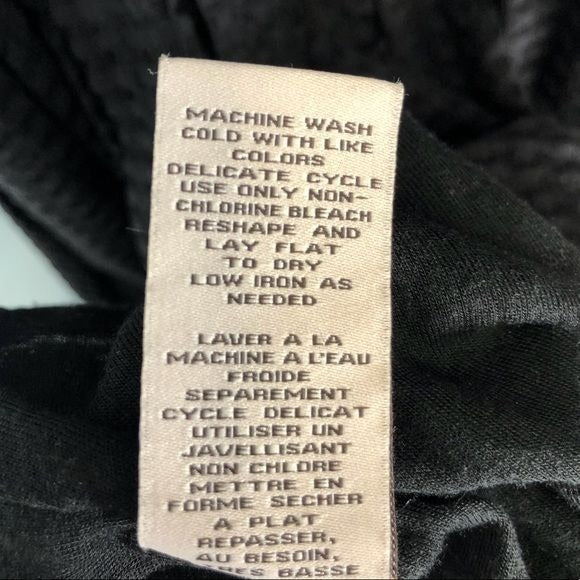 MACHINE WASH
COLD WITH LIKE
COLORS
DELICATE CYCLE
USE ONLY NON-
CHLORINE BLEACH
RESHAPE AND
LAY FLAT
TO DRY
LOW IRON AS
NEEDED
LAVER A LA
MACHINE A L'EAU
FROIDE
SEPAREMENT
CYCLE DELICAT
UTILISER UN
JAVELLISANT
NON CHLORE
METTRE EN
FORME SECHER
A PLAT
REPASSER,
AU BESOIN,
BASSE